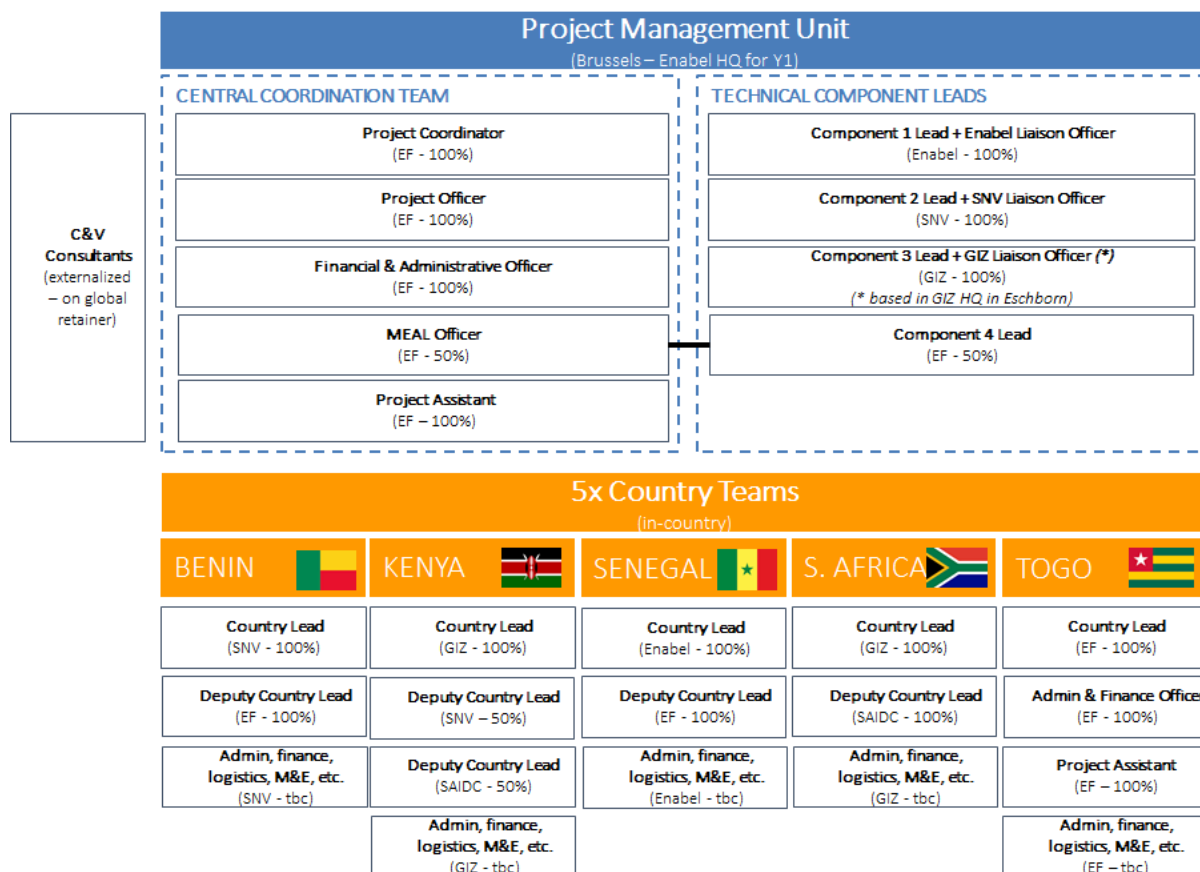 Project Management Unit
(Brussels – Enabel HQ for Y1)
CENTRAL COORDINATION TEAM
Project Coordinator
(EF - 100%)
Project Officer
(EF - 100%)
Financial & Administrative Officer
(EF - 100%)
MEAL Officer
(EF - 50%)
Project Assistant
(EF – 100%)
TECHNICAL COMPONENT LEADS
Component 1 Lead + Enabel Liaison Officer
(Enabel - 100%)
Component 2 Lead + SNV Liaison Officer
(SNV - 100%)
Component 3 Lead + GIZ Liaison Officer (*)
(GIZ - 100%)
(* based in GIZ HQ in Eschborn)
Component 4 Lead
(EF - 50%)
C&V
Consultants
(externalized
– on global
retainer)
5x Country Teams
(in-country)
BENIN
Country Lead
(SNV - 100%)
Deputy Country Lead
(EF - 100%)
Admin, finance,
logistics, M&E, etc.
(SNV - tbc)
KENYA
Country Lead
(GIZ - 100%)
Deputy Country Lead
(SNV – 50%)
Deputy Country Lead
(SAIDC - 50%)
Admin, finance,
logistics, M&E, etc.
(GIZ - tbc)
SENEGAL
Country Lead
(Enabel - 100%)
Deputy Country Lead
(EF - 100%)
Admin, finance,
logistics, M&E, etc.
(Enabel - tbc)
S. AFRICA
Country Lead
(GIZ - 100%)
Deputy Country Lead
(SAIDC - 100%)
Admin, finance,
logistics, M&E, etc.
(GIZ - tbc)
TOGO
Country Lead
(EF - 100%)
Admin & Finance Officer
(EF - 100%)
Project Assistant
(EF – 100%)
Admin, finance,
logistics, M&E, etc.
(EF – tbc)